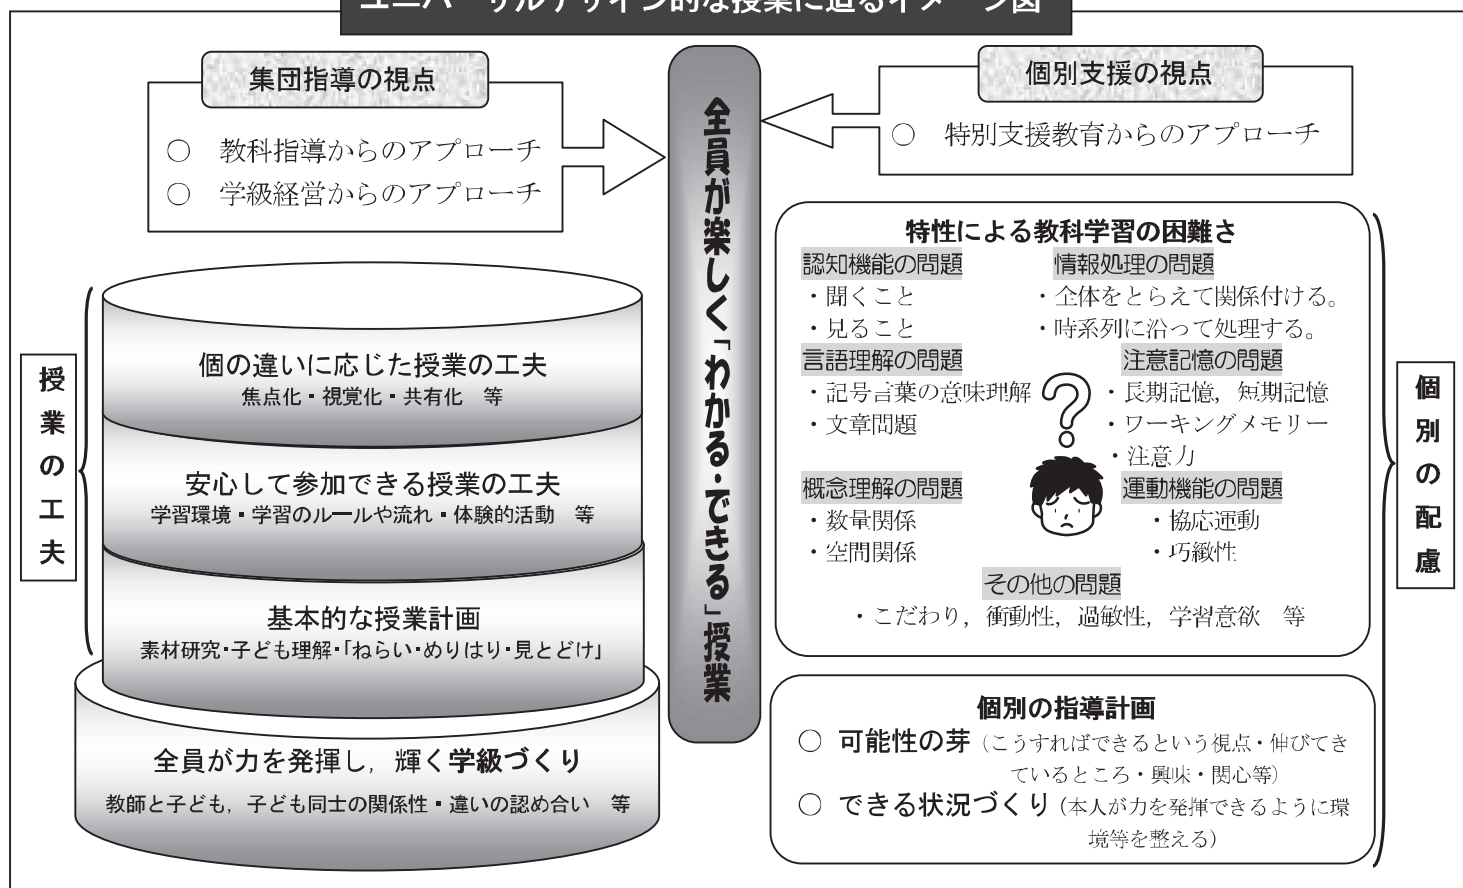 ユニバーサルデザイン的な授業に迫るイメージ図
集団指導の視点
○ 教科指導からのアプローチ
○ 学級経営からのアプローチ
全員が楽しく「わかる・できる」授業
個別支援の視点
○ 特別支援教育からのアプローチ
授業の工夫
個の違いに応じた授業の工夫
焦点化・視覚化・共有化 等
安心して参加できる授業の工夫
学習環境・学習のルールや流れ・体験的活動 等
基本的な授業計画
素材研究・子ども理解・「ねらい・めりはり・見とどけ」
全員が力を発揮し，輝く学級づくり
教師と子ども，子ども同士の関係性・違いの認め合い 等
特性による教科学習の困難さ
認知機能の問題
・聞くこと
・見ること
情報処理の問題
・全体をとらえて関係付ける。
・時系列に沿って処理する。
言語理解の問題
・記号言葉の意味理解
・文章問題
注意記憶の問題
・長期記憶，短期記憶
・ワーキングメモリー
・注意力
概念理解の問題
・数量関係
・空間関係
運動機能の問題
・協応運動
・巧緻性
その他の問題
・こだわり，衝動性，過敏性，学習意欲 等
個別の配慮
個別の指導計画
○ 可能性の芽（こうすればできるという視点・伸びてき
ているところ・興味・関心等）
○ できる状況づくり（本人が力を発揮できるように環
境等を整える）